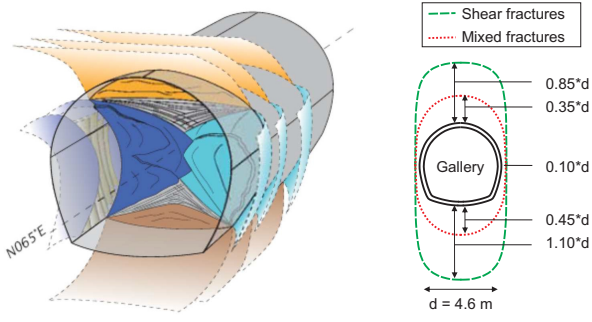 Shear fractures
Mixed fractures
0.85*d
0.35*d
Gallery
0.10*d
0.45*d
1.10*d
N065°E
d = 4.6 m